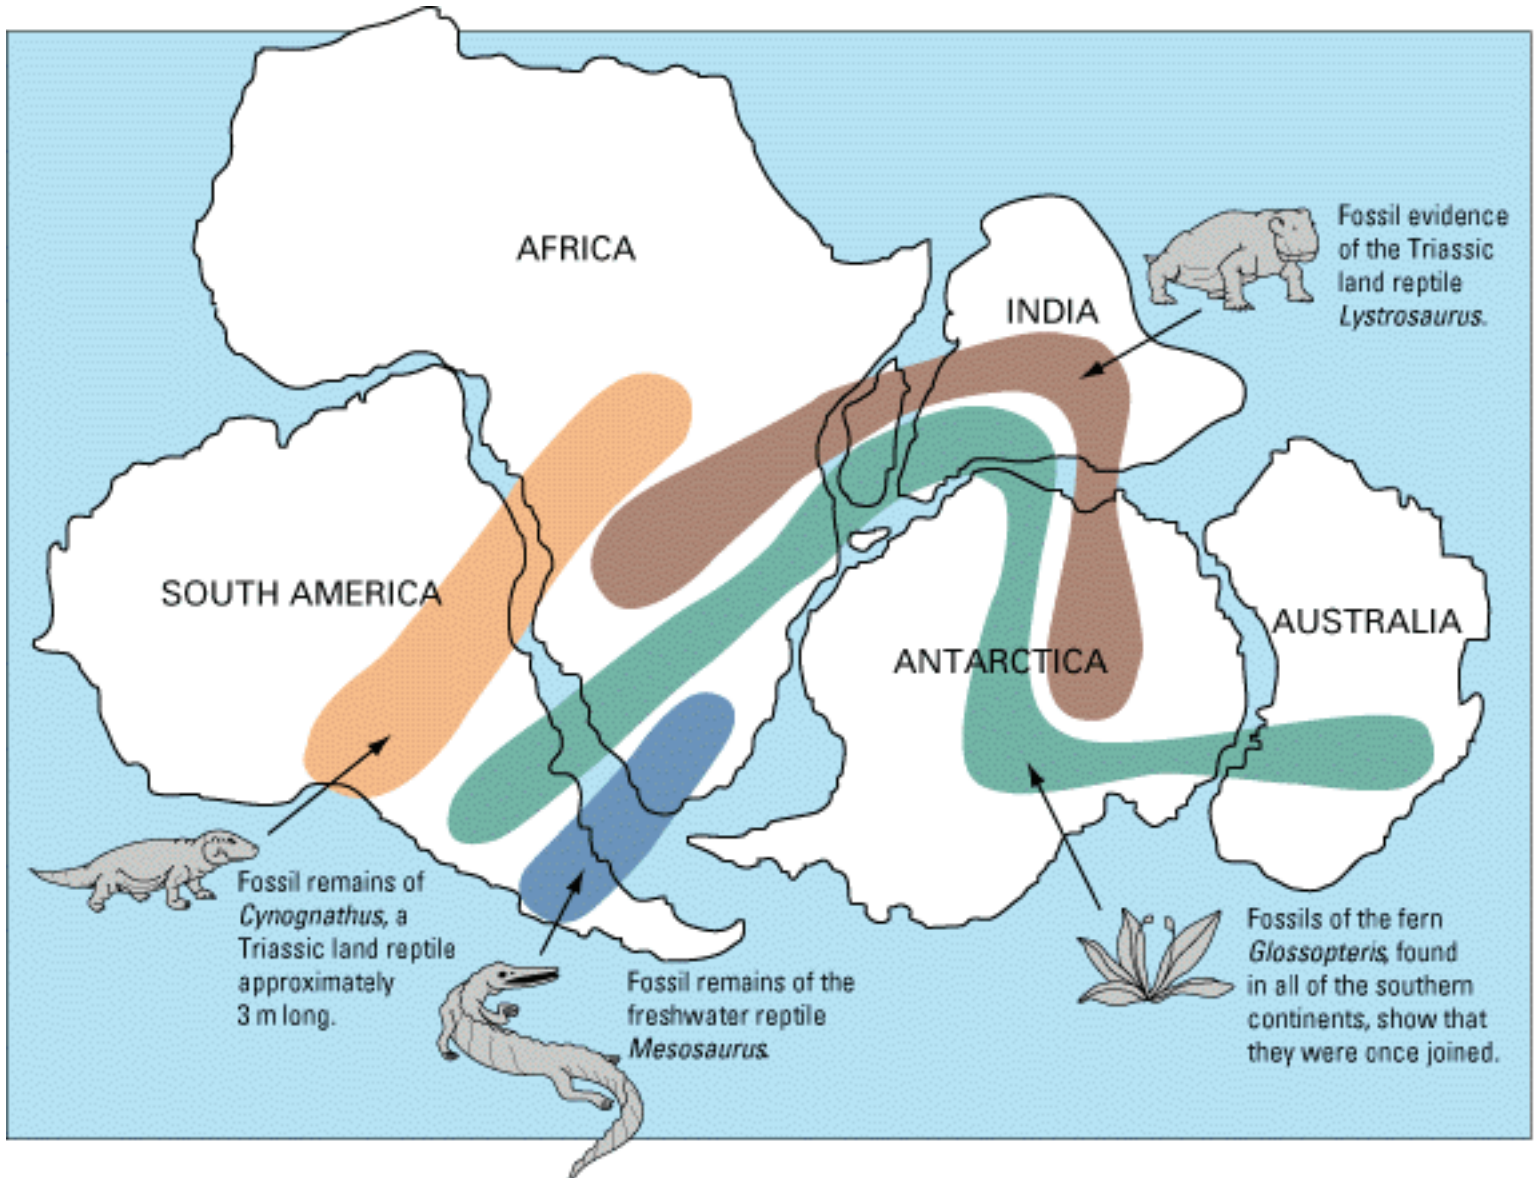 AFRICA
INDIA
Fossil evidence
of the Triassic
land reptile
Lystrosaurus.
SOUTH AMERICA
ANTARCTICA
AUSTRALIA
Fossil remains of
Cynognathus, a
Triassic land reptile
approximately
3 m long.
Fossil remains of the
freshwater reptile
Mesosaurus.
Fossils of the fern
Glossopteris, found
in all of the southern
continents, show that
they were once joined.